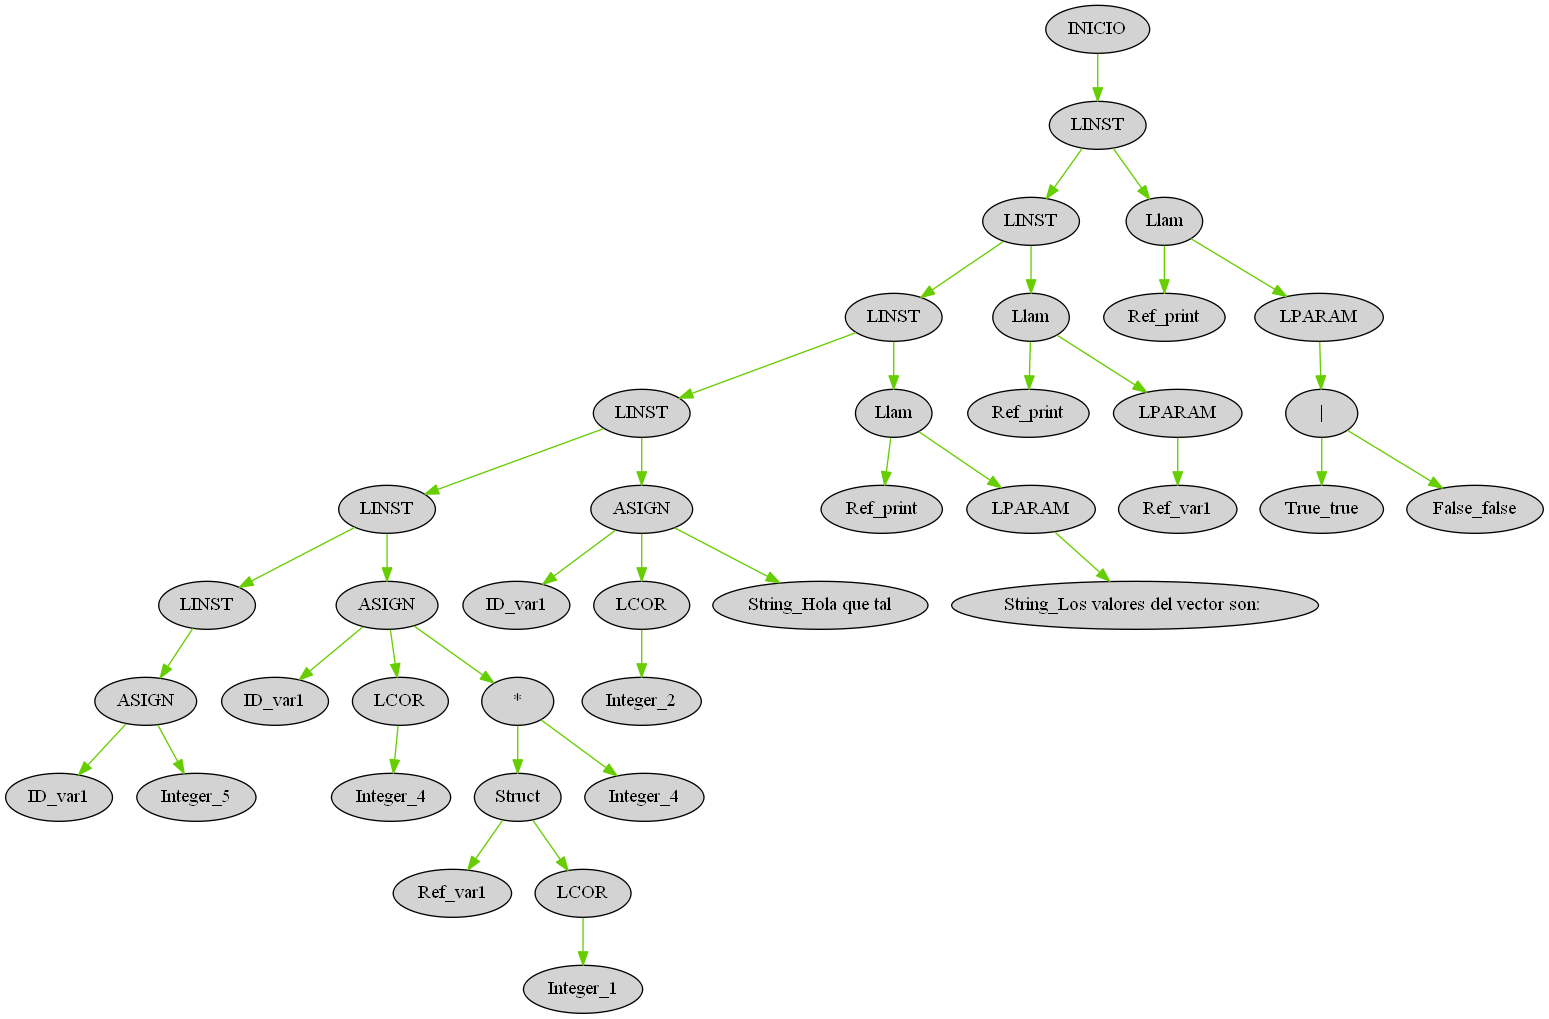 INICIO
LINST
LINST
Llam
LINST
Llam
Ref_print
LPARAM
LINST
Llam
Ref_print
LPARAM
|
LINST
ASIGN
Ref_print
LPARAM
Ref_var1
True_true
False_false
LINST
ASIGN
ID_var1
LCOR
String_Hola que tal
String_Los valores del vector son:
ASIGN
ID_var1
LCOR
*
Integer_2
ID_var1
Integer_5
Integer_4
Struct
Integer_4
Ref_var1
LCOR
Integer_1